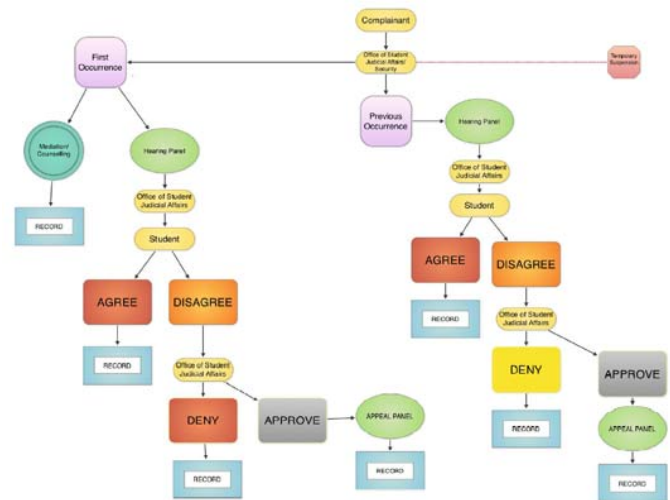 Complainant
Office of Student
Judicial Affairs/
Security
Temporary
Suspension
First
Occurrence
Previous
Occurrence
Hearing Panel
Mediation/
Counselling
Hearing Panel
Office of Student
Judicial Affairs
Office of Student
Judicial Affairs
Student
RECORD
Student
AGREE
DISAGREE
AGREE
DISAGREE
RECORD
Office of Student
Judicial Affairs
RECORD
Office of Student
Judicial Affairs
DENY
APPROVE
DENY
APPROVE
APPEAL PANEL
RECORD
APPEAL PANEL
RECORD
RECORD
RECORD